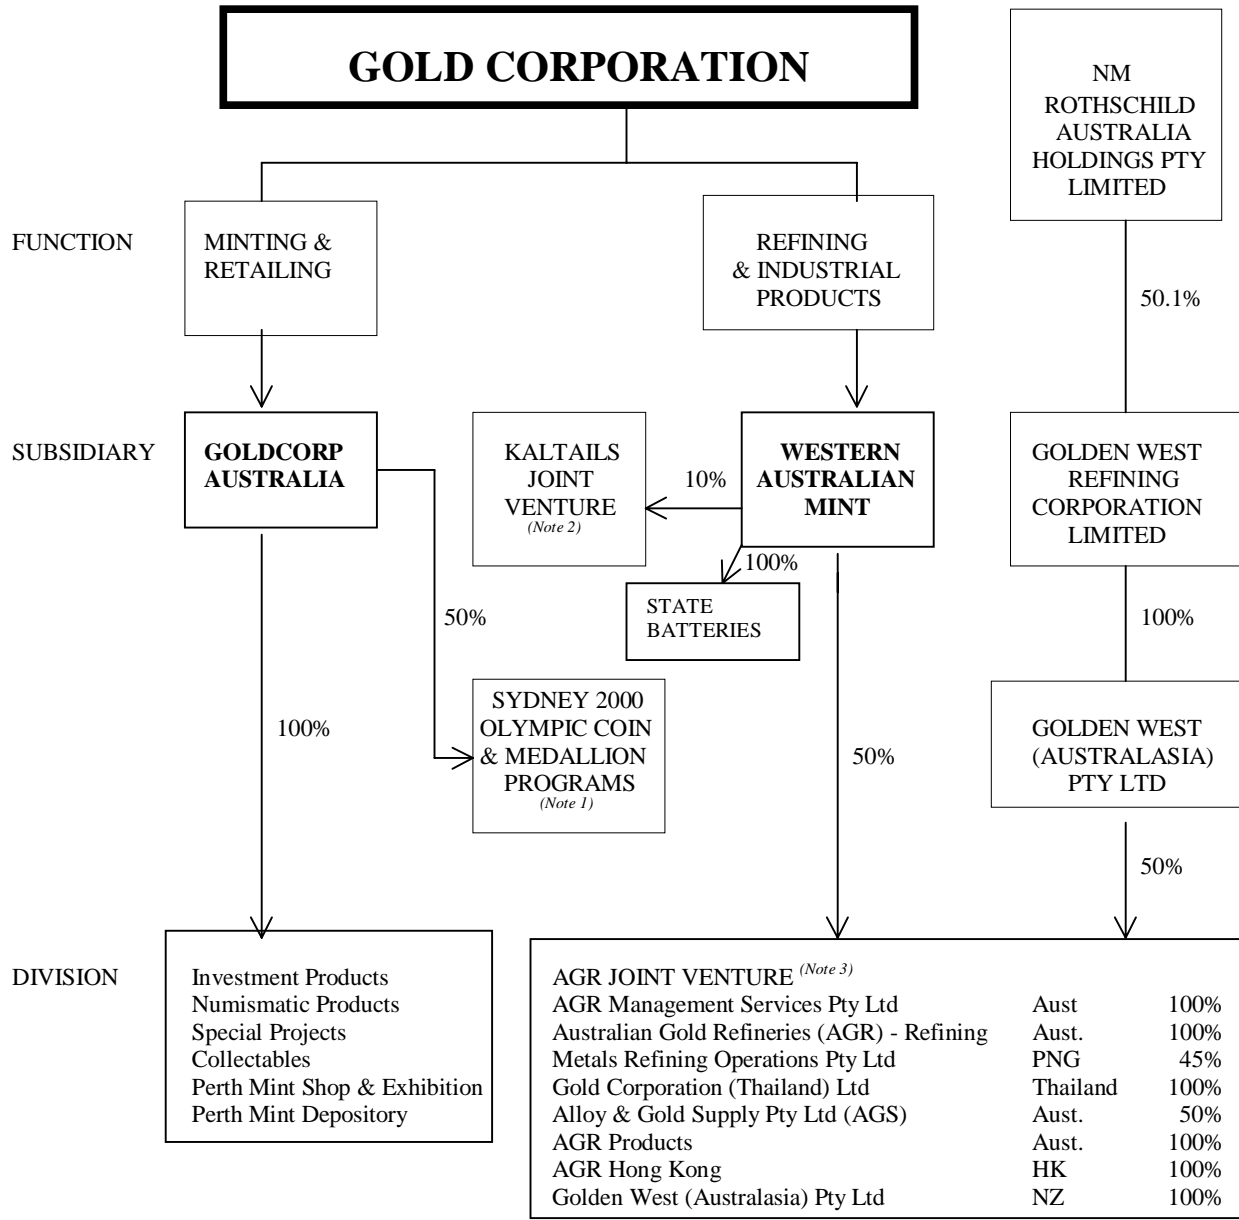 GOLD CORPORATION
NM
ROTHSCHILD
AUSTRALIA
HOLDINGS PTY
LIMITED
FUNCTION
MINTING &
RETAILING
REFINING
& INDUSTRIAL
PRODUCTS
50.1%
SUBSIDIARY
GOLDCORP
AUSTRALIA
KALTAILS
JOINT
VENTURE
(Note 2)
10%
WESTERN
AUSTRALIAN
MINT
GOLDEN WEST
REFINING
CORPORATION
LIMITED
100%
STATE
BATTERIES
50%
100%
SYDNEY 2000
OLYMPIC COIN
& MEDALLION
PROGRAMS
(Note 1)
100%
50%
GOLDEN WEST
(AUSTRALASIA)
PTY LTD
50%
DIVISION
Investment Products
Numismatic Products
Special Projects
Collectables
Perth Mint Shop & Exhibition
Perth Mint Depository
AGR JOINT VENTURE (Note 3)
AGR Management Services Pty Ltd Aust 100%
Australian Gold Refineries (AGR) - Refining Aust. 100%
Metals Refining Operations Pty Ltd PNG 45%
Gold Corporation (Thailand) Ltd Thailand 100%
Alloy & Gold Supply Pty Ltd (AGS) Aust. 50%
AGR Products Aust. 100%
AGR Hong Kong HK 100%
Golden West (Australasia) Pty Ltd NZ 100%